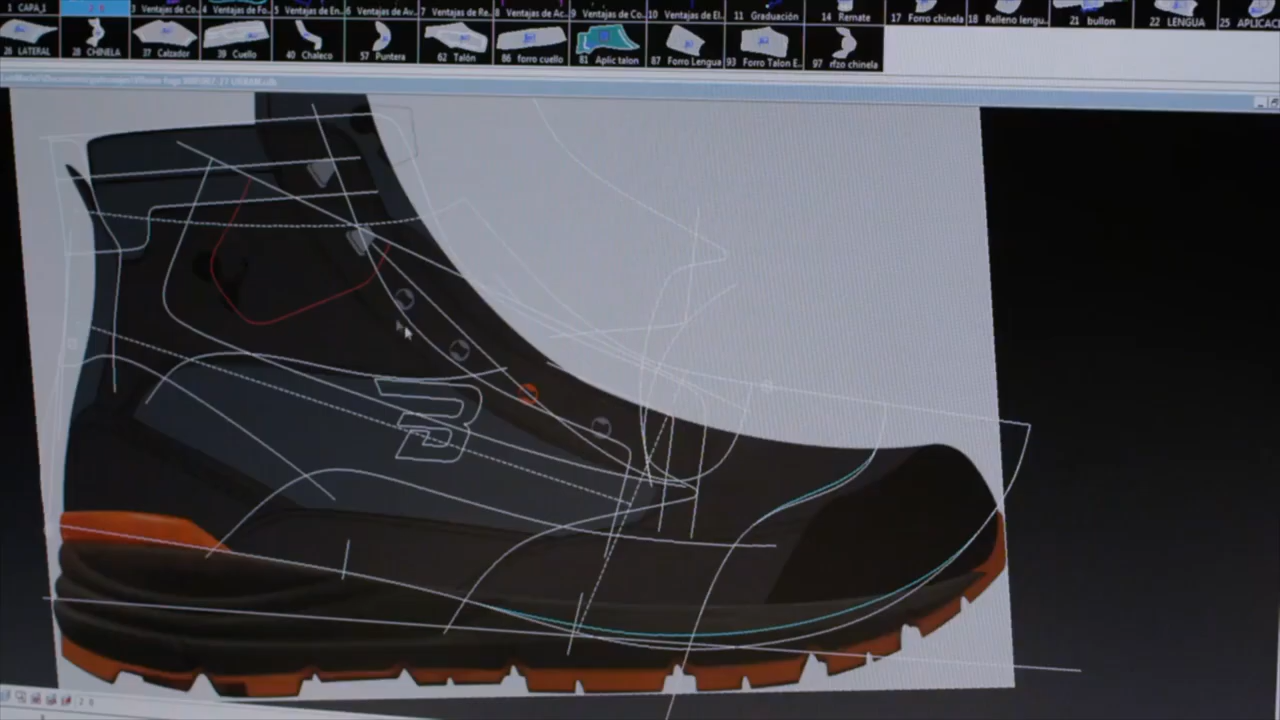 1 CAPA_1
2 B
3 Ventajas de Co...
4 Ventajas de Fo...
5 Ventajas de En...
6 Ventajas de Av...
7 Ventajas de Re...
8 Ventajas de Ac...
9 Ventajas de Co...
10 Ventajas de El...
11 Graduación
14 Remate
17 Forro chinela
18 Relleno lengu...
21 bullon
22 LENGUA
25 APLICAC
26 LATERAL
28 CHINELA
37 Calzador
39 Cuello
40 Chaleco
57 Puntera
62 Talón
86 forro cuello
81 Aplic talon
87 Forro Lengua
93 Forro Talon E...
97 rfzo chinela